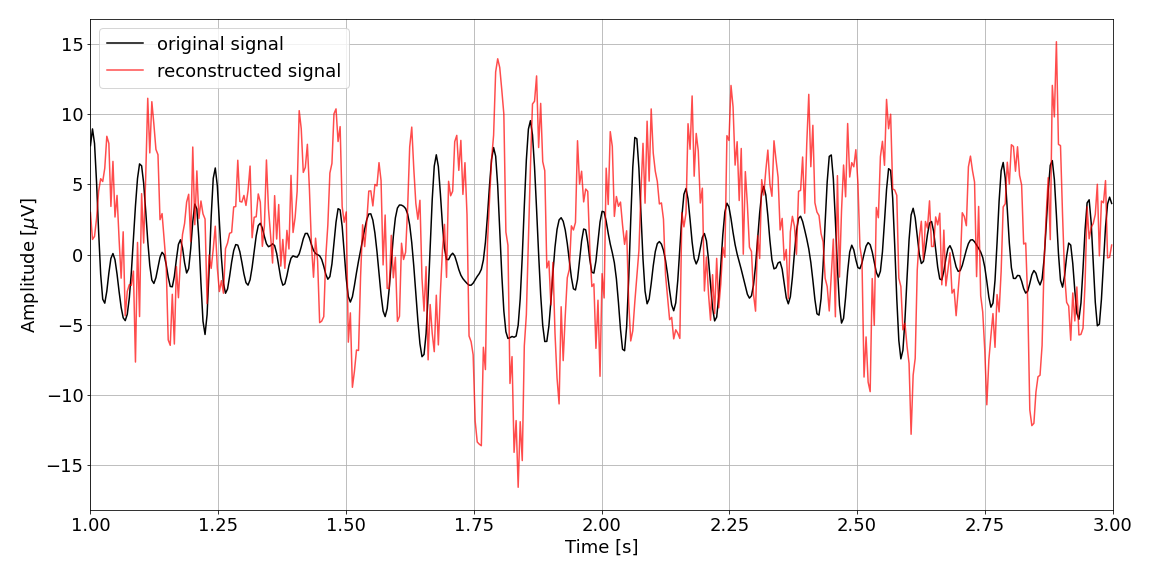 original signal
reconstructed signal
Amplitude [μV]
15
10
5
0
−5
−10
−15
1.00 1.25 1.50 1.75 2.00 2.25 2.50 2.75 3.00
Time [s]